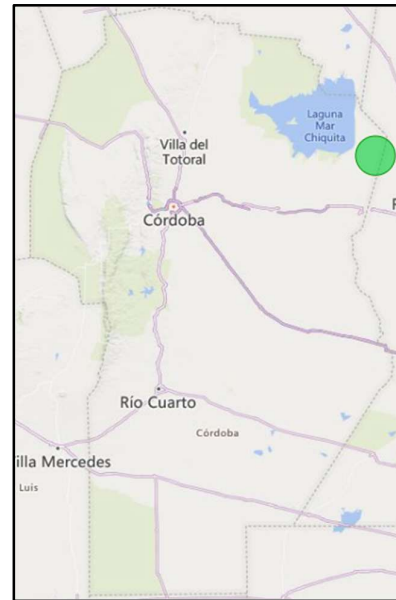 Laguna
Mar
Chiquita
Villa del
Totoral
Córdoba
Río Cuarto
Córdoba
illa Mercedes
Luis